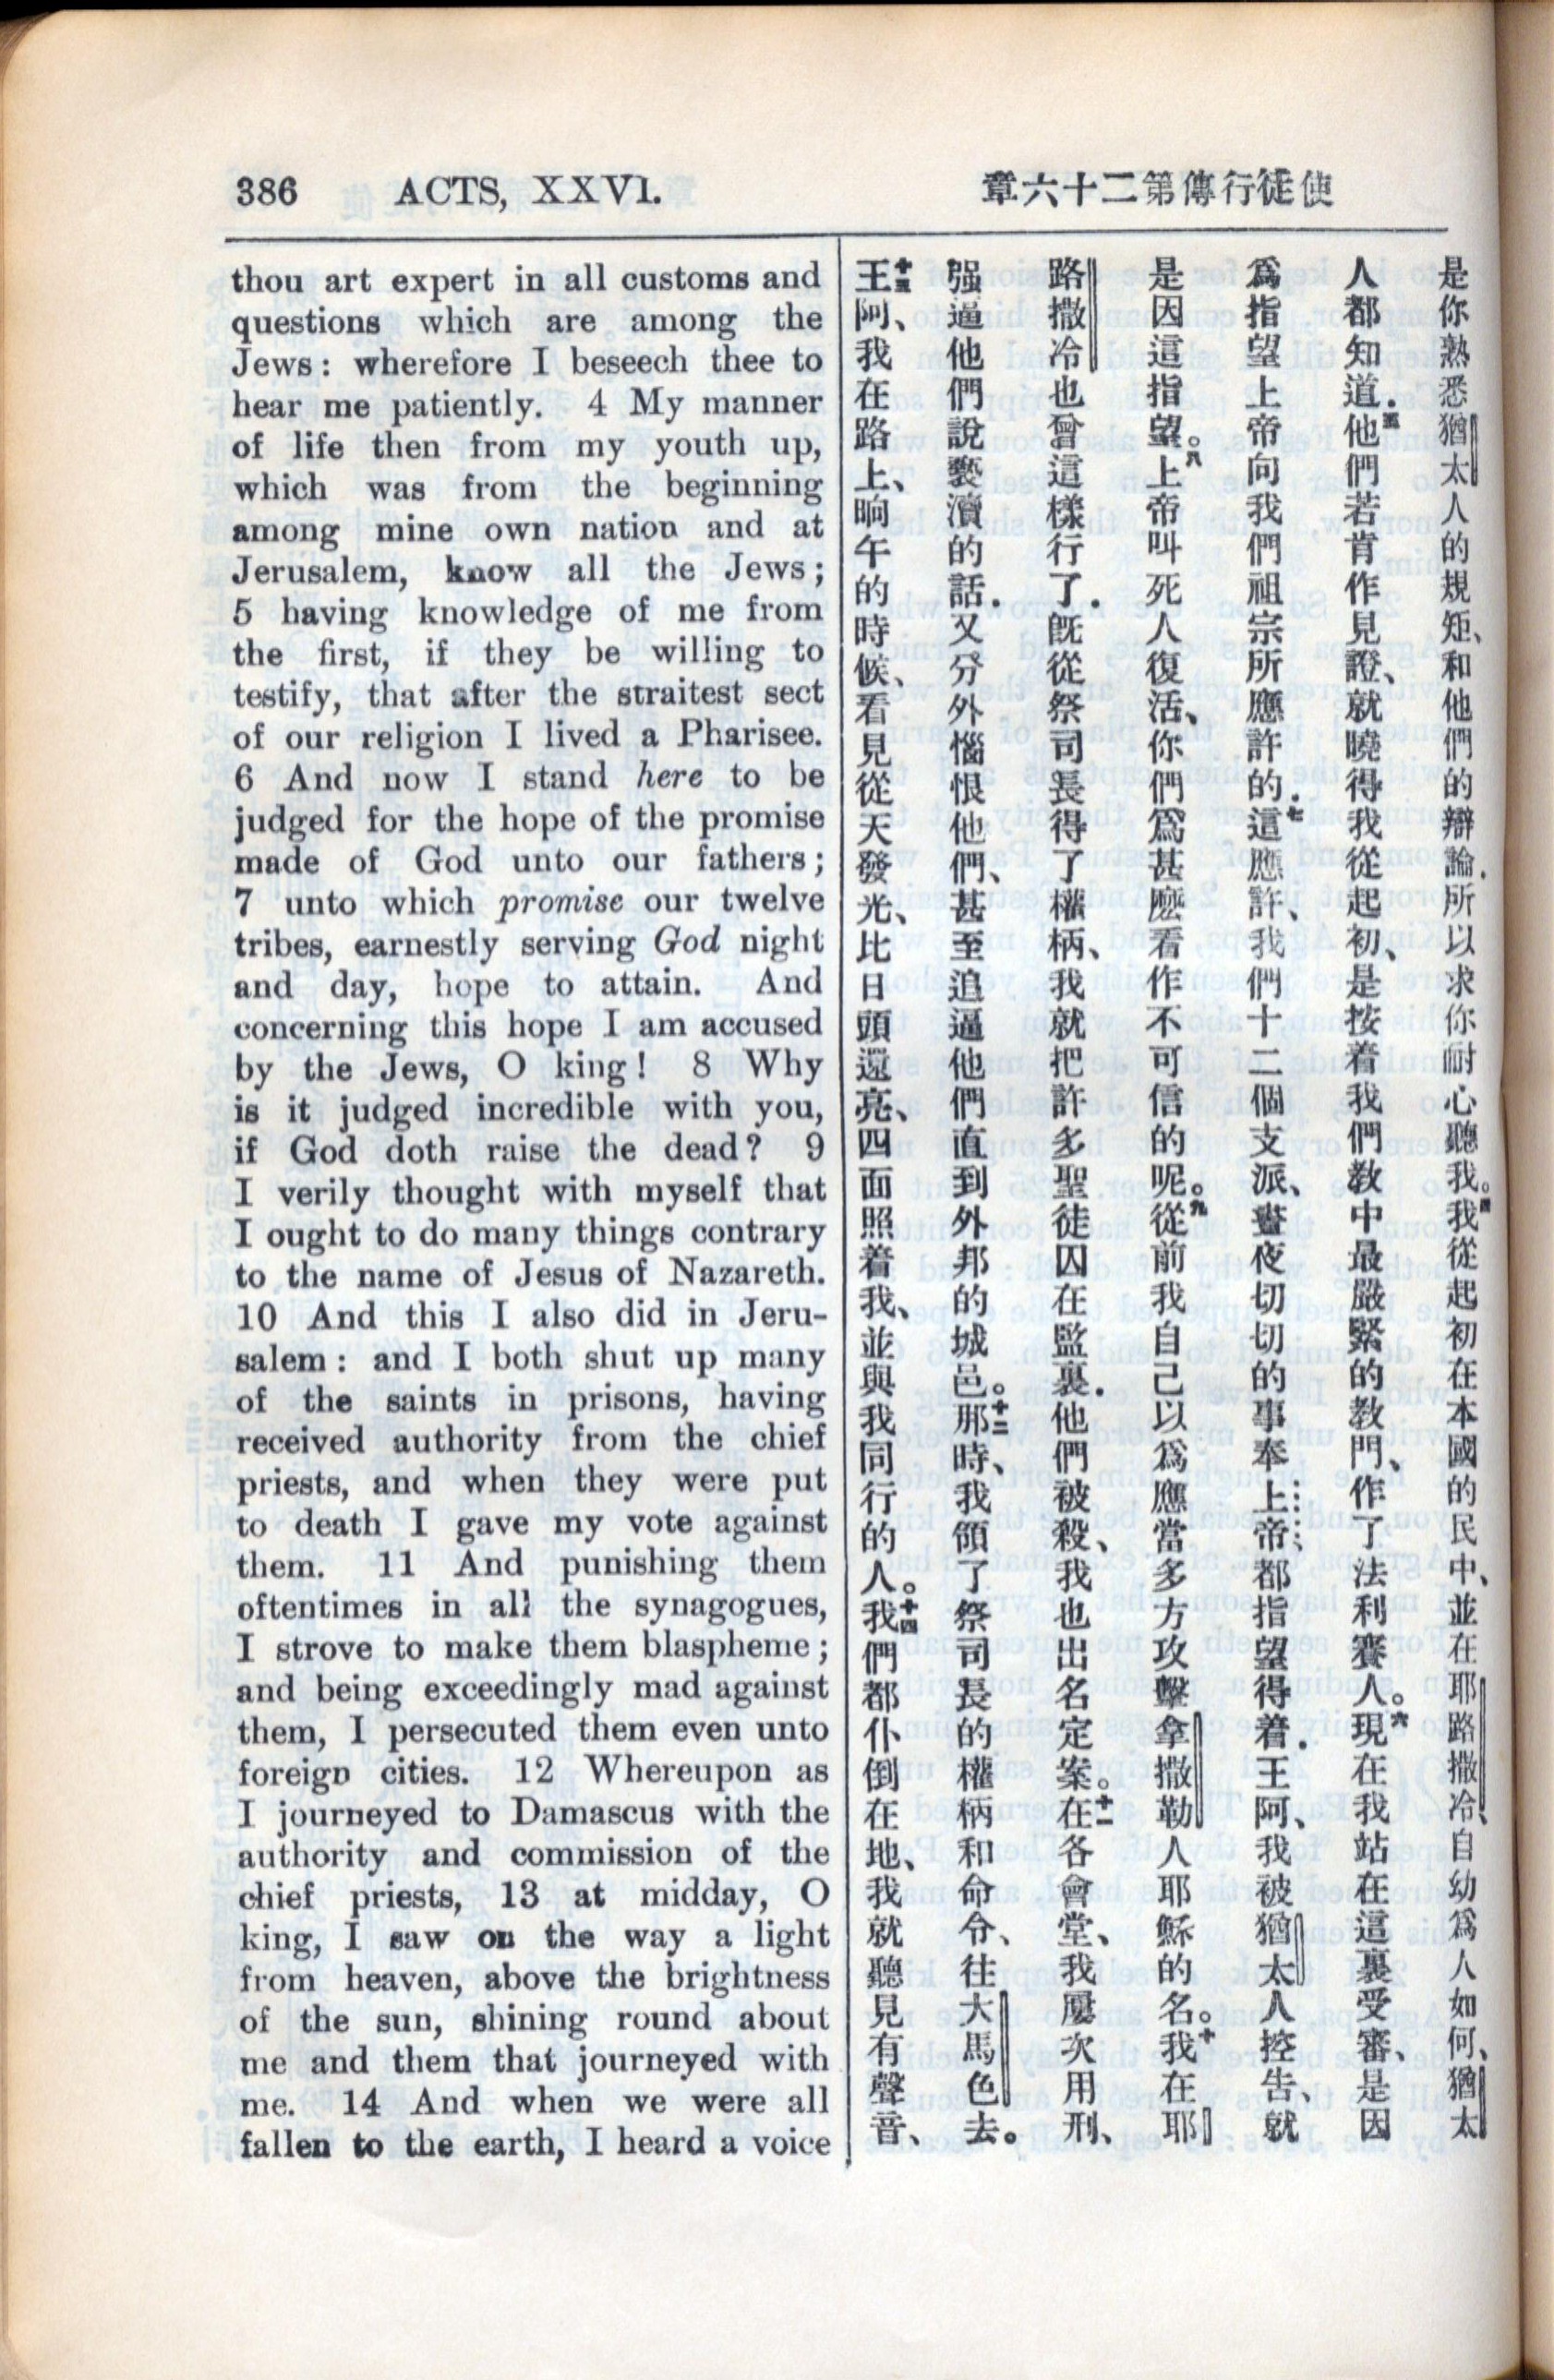 386 ACTS, XXVI.
章六十二第傳行徒使
thou art expert in all customs and
questions which are among the
Jews: wherefore I beseech thee to
hear me patiently. 4 My manner
of life then from my youth up,
which was from the beginning
among mine own nation and at
Jerusalem, know all the Jews;
5 having knowledge of me from
the first, if they be willing to
testify, that after the straitest sect
of our religion I lived a Pharisee.
6 And now I stand here to be
judged for the hope of the promise
made of God unto our fathers;
7 unto which promise our twelve
tribes, earnestly serving God night
and day, hope to attain. And
concerning this hope I am accused
by the Jews, O king! 8 Why
is it judged incredible with you,
if God doth raise the dead? 9
I verily thought with myself that
I ought to do many things contrary
to the name of Jesus of Nazareth.
10 And this I also did in Jeru-
salem: and I both shut up many
of the saints in prisons, having
received authority from the chief
priests, and when they were put
to death I gave my vote against
them. 11 And punishing them
oftentimes in all the synagogues,
I strove to make them blaspheme;
and being exceedingly mad against
them, I persecuted them even unto
foreign cities. 12 Whereupon as
I journeyed to Damascus with the
authority and commission of the
chief priests, 13 at midday, O
king, I saw on the way a light
from heaven, above the brightness
of the sun, shining round about
me and them that journeyed with
me. 14 And when we were all
fallen to the earth, I heard a voice
是你熟悉猶太人的規矩、和他們的辯論．所以求你耐心聽我。四我從起初在本國的民中、並在耶路撒冷、自幼爲人如何、猶太
人都知道．五他們若肯作見證、就曉得我從起初、是按着我們教中最嚴緊的教門、作了法利賽人。六現在我站在這裏受審、是因
爲指望上帝向我們祖宗所應許的．七這應許、我們十二個支派、晝夜切切的事奉上帝、都指望得着．王阿、我被猶太人控告、就
是因這指望。八上帝叫死人復活、你們爲甚麽看作不可信的呢。九從前我自己以爲應當多方攻擊拿撒勒人耶穌的名。十我在耶
路撒冷也曾這樣行了．旣從祭司長得了權柄、我就把許多聖徒囚在監裏．他們被殺、我也出名定案。十一在各會堂、我屢次用刑、
强逼他們說褻瀆的話．又分外惱恨他們、甚至追逼他們直到外邦的城邑。十二那時、我領了祭司長的權柄和命令、往大馬色去。
十三王阿、我在路上、晌午的時候、看見從天發光、比日頭還亮、四面照着我、並與我同行的人。十四我們都仆倒在地、我就聽見有聲音、